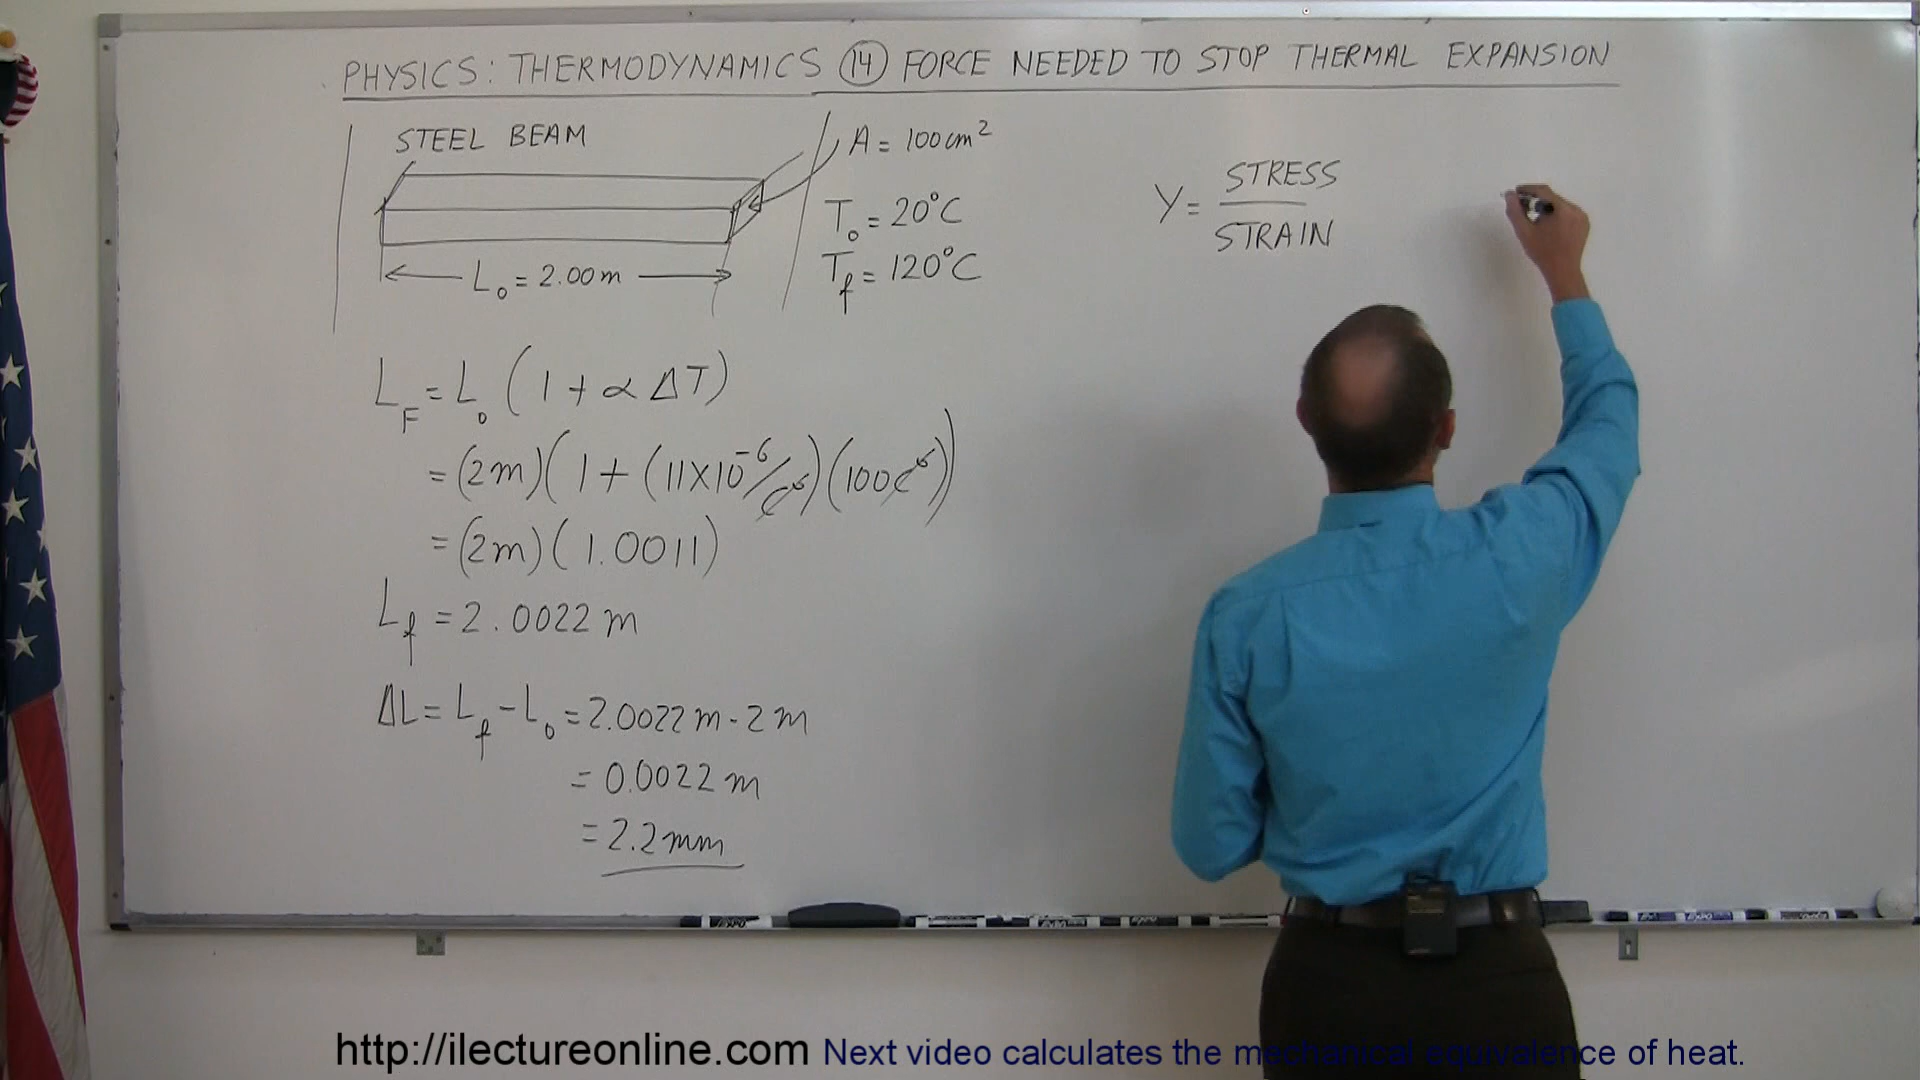 PHYSICS: THERMODYNAMICS 14 FORCE NEEDED TO STOP THERMAL EXPANSION
STEEL BEAM
A = 100cm²
T₀ = 20°C
T_f = 120°C
L₀ = 2.00m
Y = STRESS / STRAIN
L_F = L₀ (1 + α ΔT)
= (2m)(1 + (11×10⁻⁶/C°)(100C°))
= (2m)(1.0011)
L_f = 2.0022 m
ΔL = L_f - L₀ = 2.0022m - 2m
= 0.0022 m
= 2.2mm
http://ilectureonline.com Next video calculates the mechanical equivalence of heat.